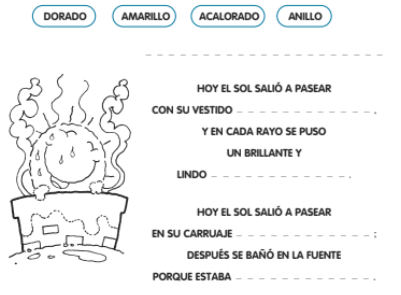 DORADO AMARILLO ACALORADO ANILLO
HOY EL SOL SALIÓ A PASEAR
CON SU VESTIDO _ _ _ _ _ _ _ _ _ _ _ _ _ _ _ _ _ .
Y EN CADA RAYO SE PUSO
UN BRILLANTE Y
LINDO _ _ _ _ _ _ _ _ _ _ _ _ _ _ _ _ _ .
HOY EL SOL SALIÓ A PASEAR
EN SU CARRUAJE _ _ _ _ _ _ _ _ _ _ _ _ _ _ _ _ _ :
DESPUÉS SE BAÑÓ EN LA FUENTE
PORQUE ESTABA _ _ _ _ _ _ _ _ _ _ _ _ _ _ _ _ _ .